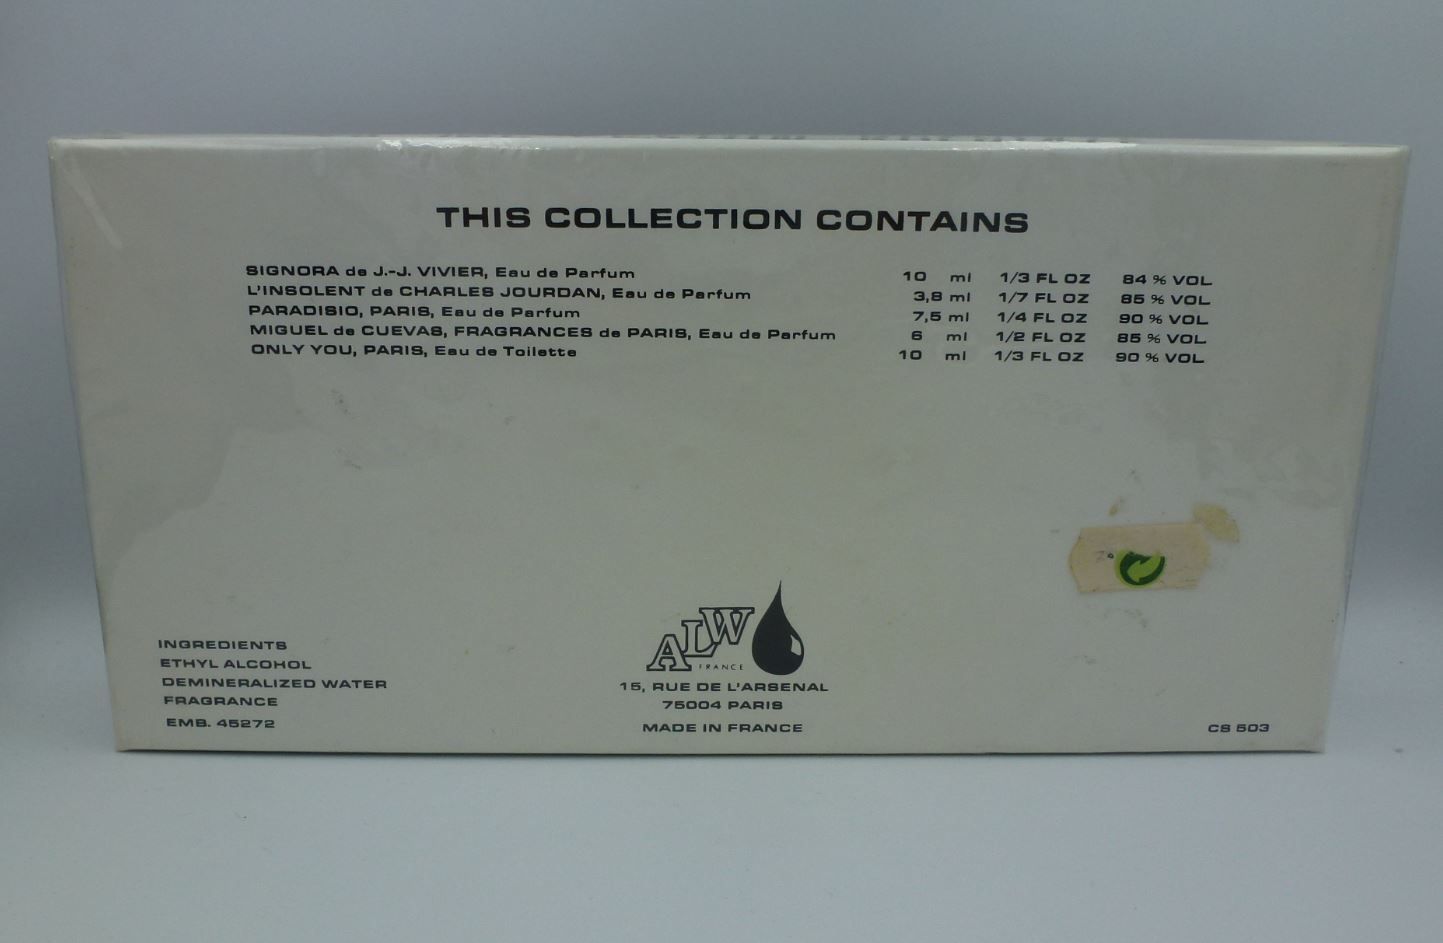 THIS COLLECTION CONTAINS
SIGNORA de J.-J. VIVIER, Eau de Parfum 10 ml 1/3 FL OZ 84 % VOL
L'INSOLENT de CHARLES JOURDAN, Eau de Parfum 3,8 ml 1/7 FL OZ 85 % VOL
PARADISIO, PARIS, Eau de Parfum 7,5 ml 1/4 FL OZ 90 % VOL
MIGUEL de CUEVAS, FRAGRANCES de PARIS, Eau de Parfum 6 ml 1/2 FL OZ 85 % VOL
ONLY YOU, PARIS, Eau de Toilette 10 ml 1/3 FL OZ 90 % VOL
INGREDIENTS
ETHYL ALCOHOL
DEMINERALIZED WATER
FRAGRANCE
EMB. 45272
ALW
FRANCE
15, RUE DE L'ARSENAL
75004 PARIS
MADE IN FRANCE
CS 503